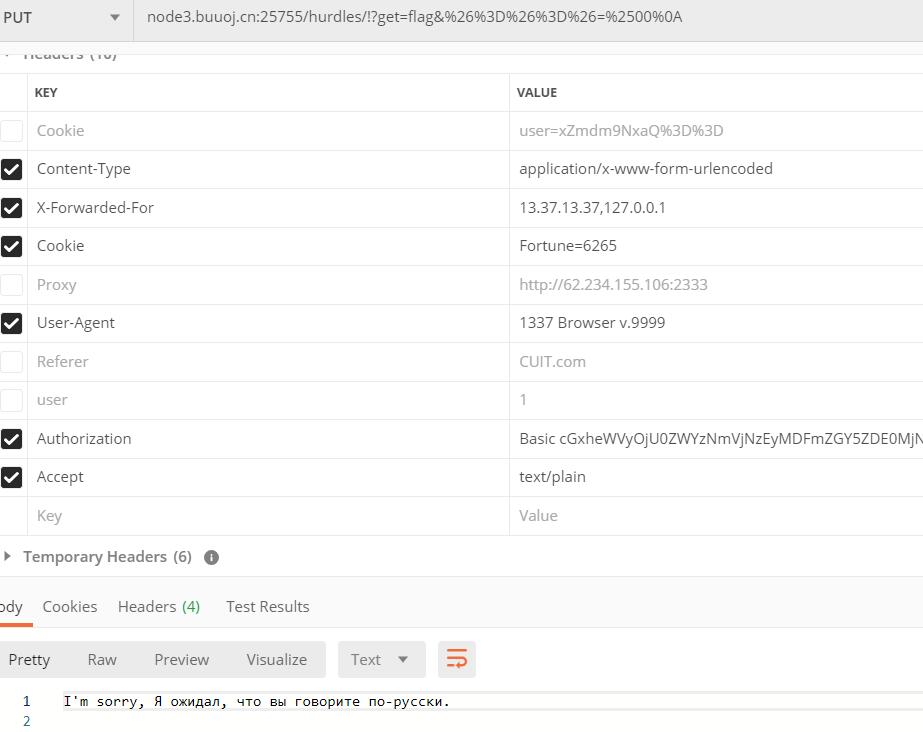 PUT node3.buuoj.cn:25755/hurdles/!?get=flag&%26%3D%26%3D%26=%2500%0A
Headers (10)
KEY VALUE
Cookie user=xZmdm9NxaQ%3D%3D
Content-Type application/x-www-form-urlencoded
X-Forwarded-For 13.37.13.37,127.0.0.1
Cookie Fortune=6265
Proxy http://62.234.155.106:2333
User-Agent 1337 Browser v.9999
Referer CUIT.com
user 1
Authorization Basic cGxheWVyOjU0ZWYzNmVjNzEyMDFmZGY5ZDE0MjN
Accept text/plain
Key Value
Temporary Headers (6) i
ody Cookies Headers (4) Test Results
Pretty Raw Preview Visualize Text
1 I'm sorry, Я ожидал, что вы говорите по-русски.
2